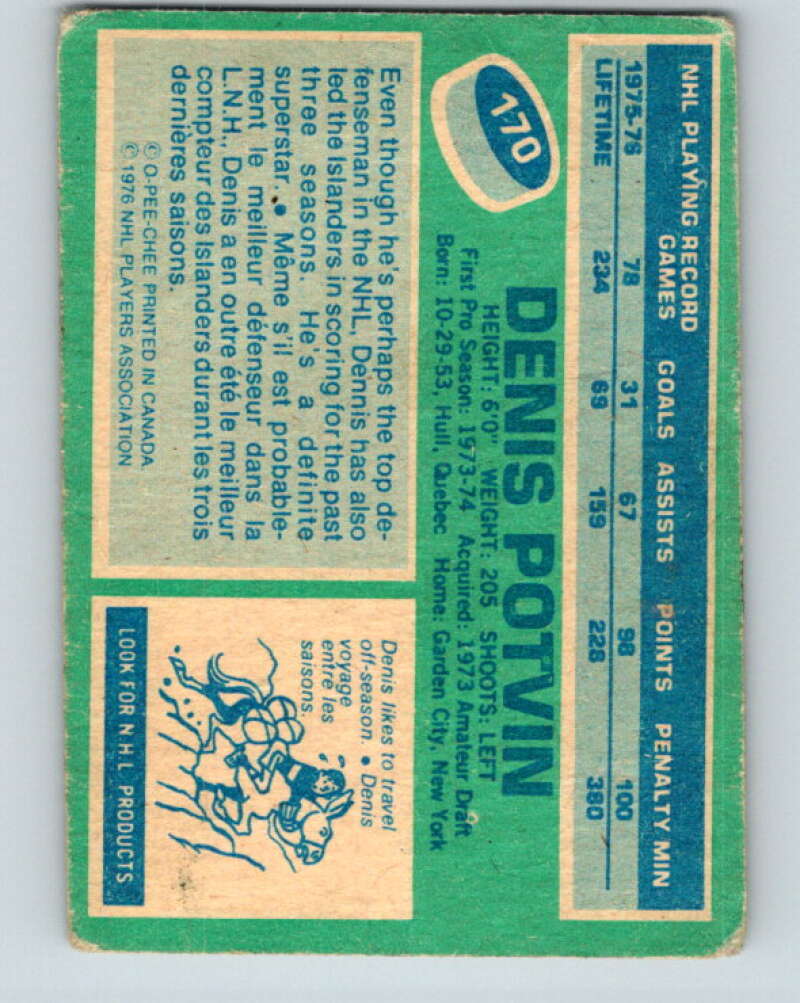 170
DENIS POTVIN
HEIGHT: 6'0" WEIGHT: 205 SHOOTS: LEFT
First Pro Season: 1973-74 Acquired: 1973 Amateur Draft
Born: 10-29-53, Hull, Quebec Home: Garden City, New York
NHL PLAYING RECORD
GAMES GOALS ASSISTS POINTS PENALTY MIN
1975-76 78 31 67 98 100
LIFETIME 234 69 159 228 380
Even though he's perhaps the top de-
fenseman in the NHL, Dennis has also
led the Islanders in scoring for the past
three seasons. He's a definite
superstar. • Même s'il est probable-
ment le meilleur défenseur dans la
L.N.H., Denis a en outre été le meilleur
compteur des Islanders durant les trois
dernières saisons.
© O-PEE-CHEE PRINTED IN CANADA
© 1976 NHL PLAYERS ASSOCIATION
Denis likes to travel
off-season. • Denis
voyage
entre les
saisons.
LOOK FOR N.H.L. PRODUCTS